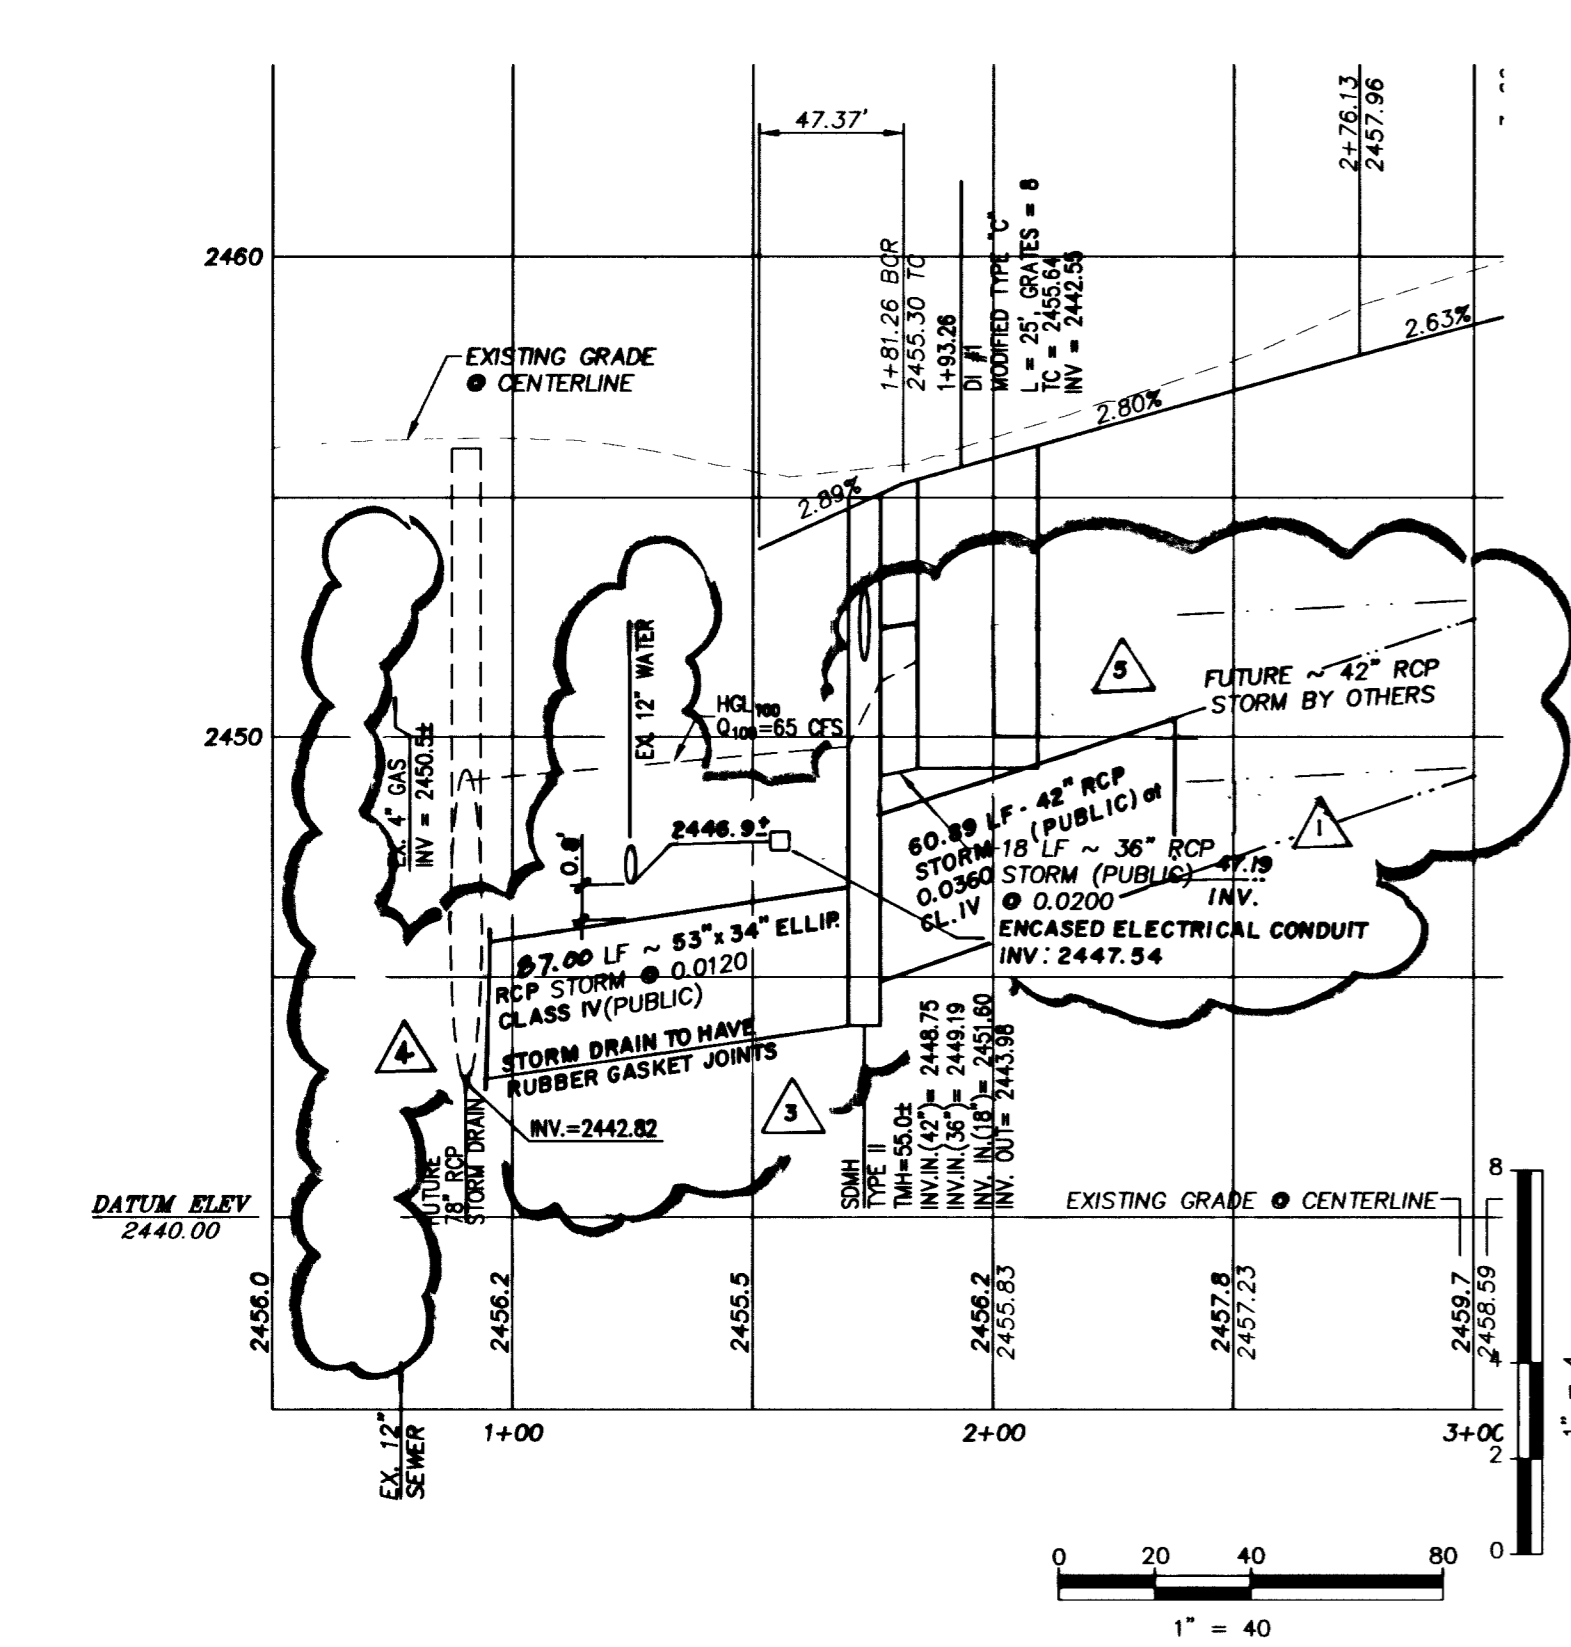 47.37'
2+76.13
2457.96
1+81.26 BCR
2455.30 TC
1+93.26
DI #1
MODIFIED TYPE "C"
L = 25', GRATES = 8
TC = 2455.64
INV = 2442.55
2460
EXISTING GRADE
@ CENTERLINE
2.63%
2.80%
2.89%
EX. 12" WATER
5
FUTURE ~ 42" RCP
STORM BY OTHERS
HGL100
Q100=65 CFS
2450
EX. 4" GAS
INV = 2450.5±
60.89 LF - 42" RCP
STORM (PUBLIC) at
0.0360
CL.IV
18 LF ~ 36" RCP
STORM (PUBLIC)
@ 0.0200
1
47.19
INV.
2446.9±
0.8'
ENCASED ELECTRICAL CONDUIT
INV: 2447.54
87.00 LF ~ 53"x 34" ELLIP.
RCP STORM @ 0.0120
CLASS IV (PUBLIC)
STORM DRAIN TO HAVE
RUBBER GASKET JOINTS
4
3
INV.=2442.82
FUTURE
78" RCP
STORM DRAIN
SDMH
TYPE II
TMH=55.0±
INV.IN.(42")= 2448.75
INV.IN.(36")= 2449.19
INV. IN.(18")= 2451.60
INV. OUT= 2443.98
DATUM ELEV
2440.00
EXISTING GRADE @ CENTERLINE
2456.0
2456.2
2455.5
2456.2
2455.83
2457.8
2457.23
2459.7
2458.59
8
4
2
0
EX. 12"
SEWER
1+00
2+00
3+00
0 20 40 80
1" = 40